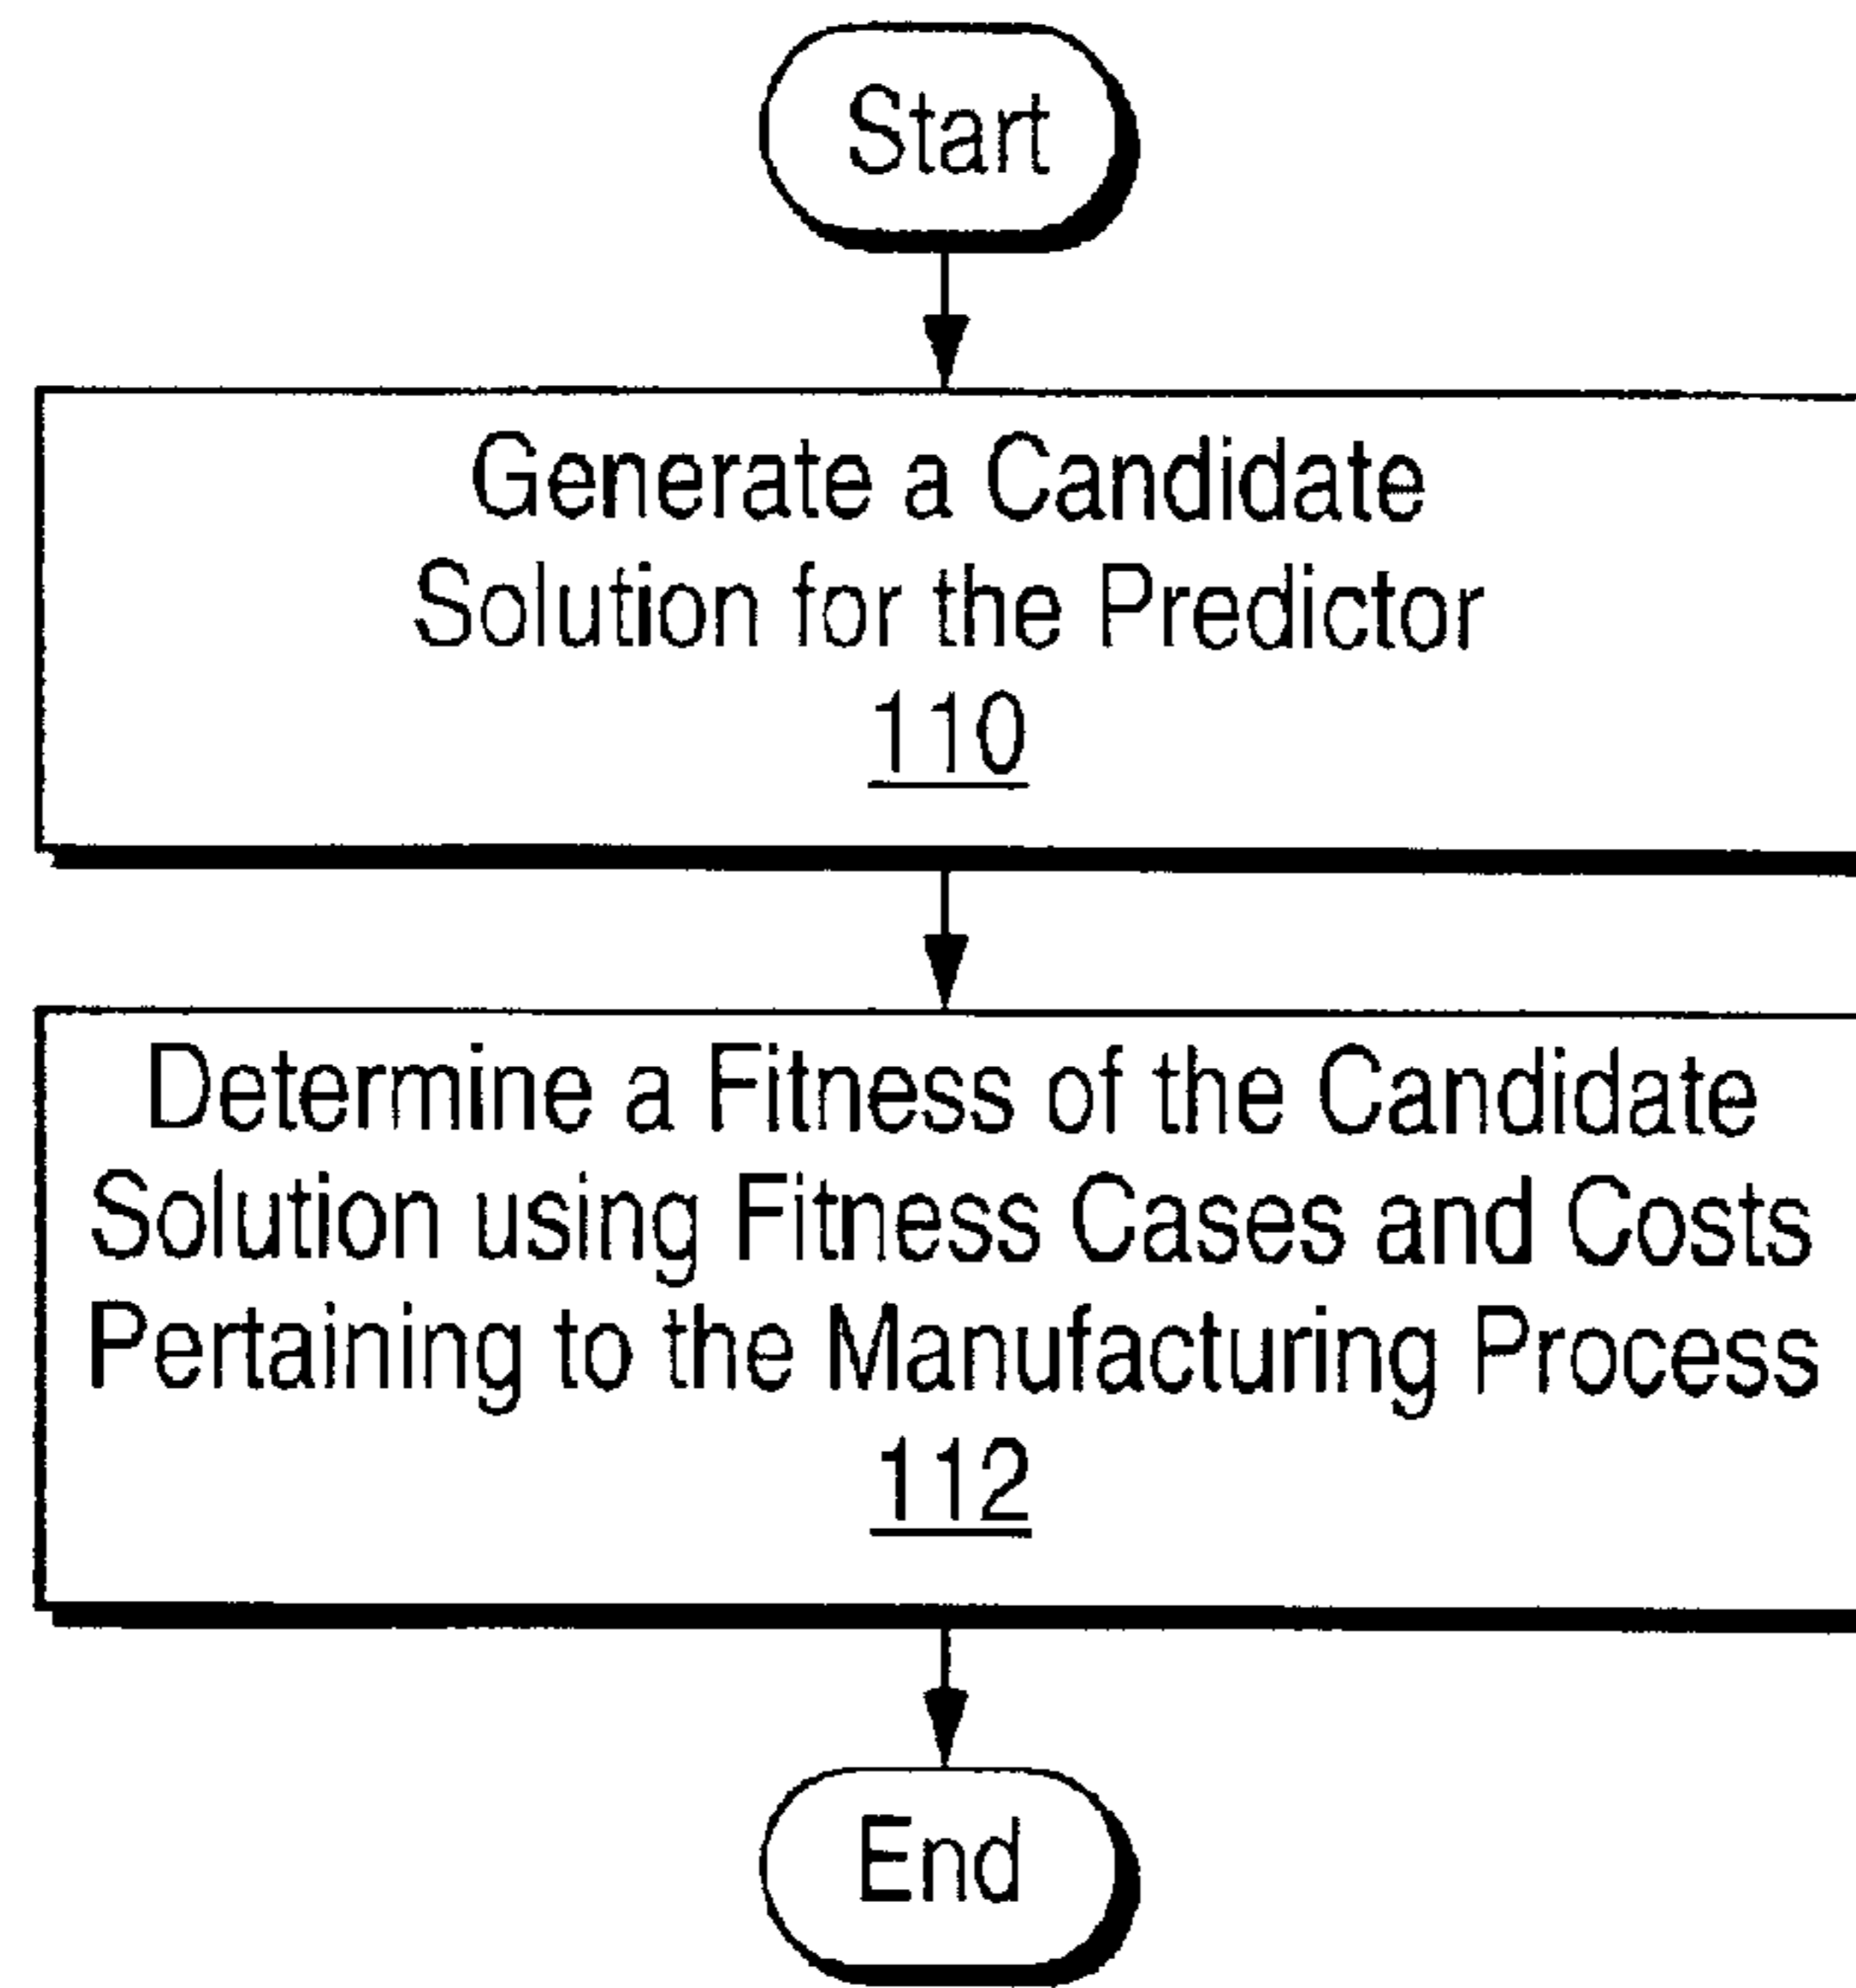 Start
Generate a Candidate
Solution for the Predictor
110
Determine a Fitness of the Candidate
Solution using Fitness Cases and Costs
Pertaining to the Manufacturing Process
112
End